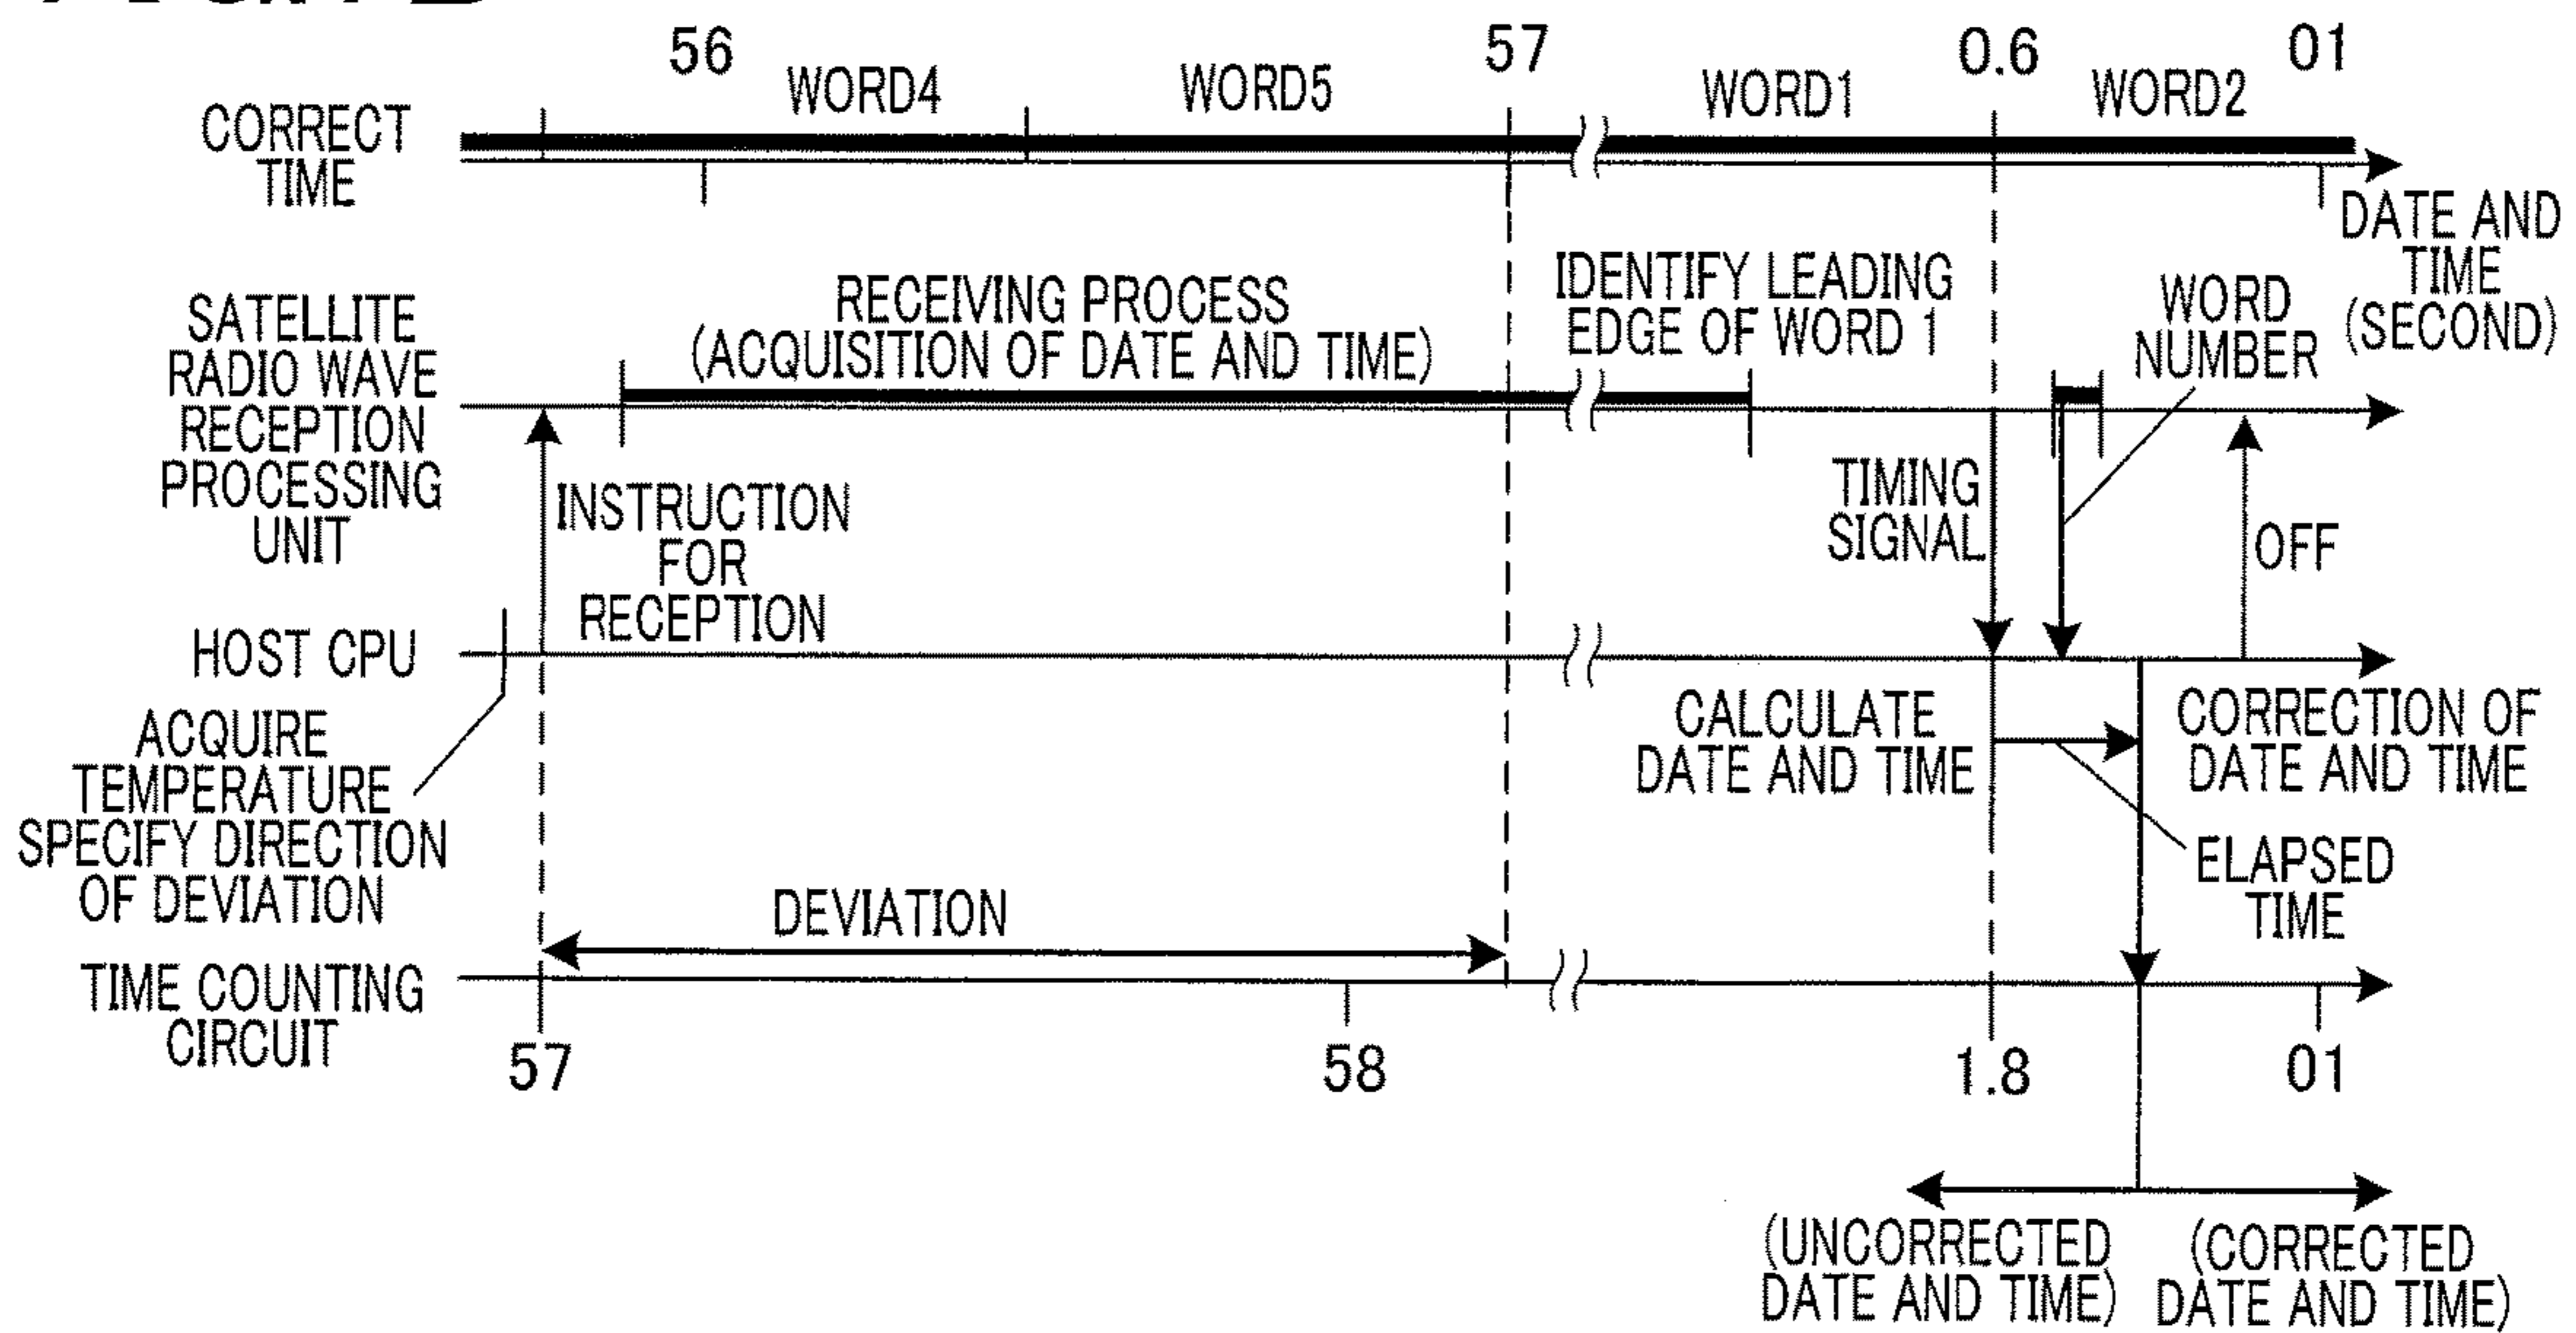 56
57
0.6
01
WORD4
WORD5
WORD1
WORD2
CORRECT
TIME
DATE AND
TIME
(SECOND)
SATELLITE
RADIO WAVE
RECEPTION
PROCESSING
UNIT
RECEIVING PROCESS
(ACQUISITION OF DATE AND TIME)
IDENTIFY LEADING
EDGE OF WORD 1
WORD
NUMBER
INSTRUCTION
FOR
RECEPTION
TIMING
SIGNAL
OFF
HOST CPU
ACQUIRE
TEMPERATURE
SPECIFY DIRECTION
OF DEVIATION
CALCULATE
DATE AND TIME
CORRECTION OF
DATE AND TIME
ELAPSED
TIME
DEVIATION
TIME COUNTING
CIRCUIT
57
58
1.8
01
(UNCORRECTED
DATE AND TIME)
(CORRECTED
DATE AND TIME)